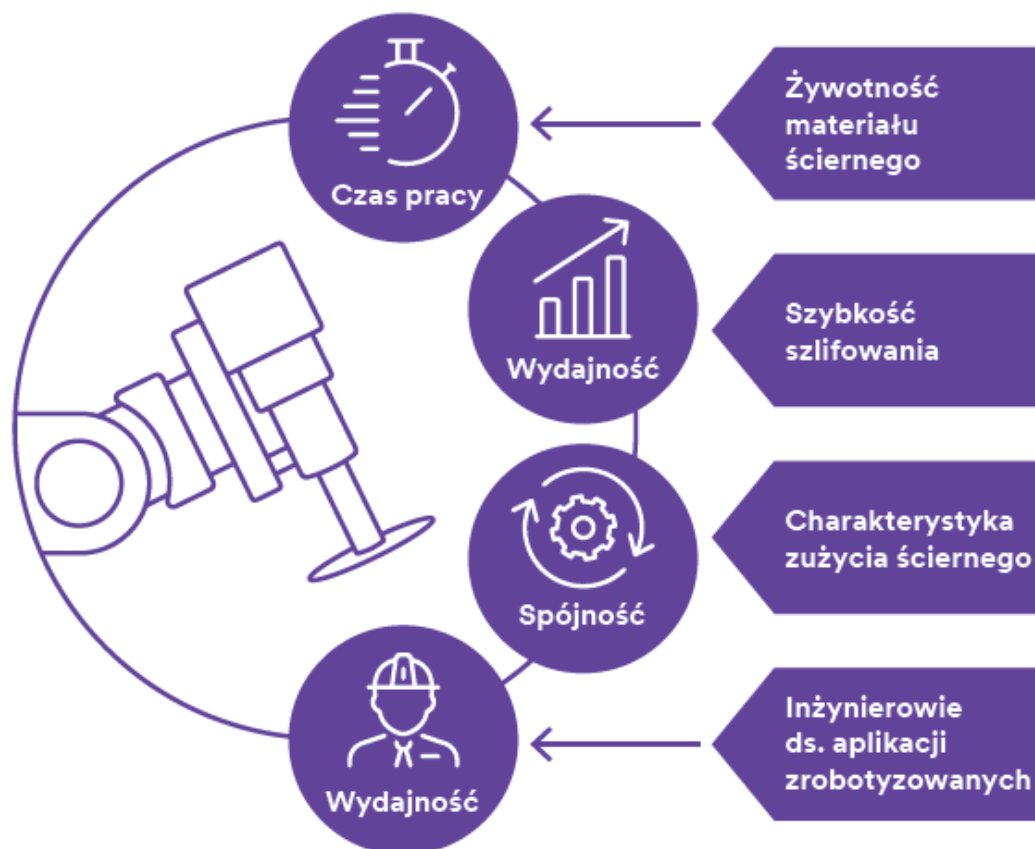 Czas pracy
Żywotność
materiału
ściernego
Wydajność
Szybkość
szlifowania
Spójność
Charakterystyka
zużycia ściernego
Wydajność
Inżynierowie
ds. aplikacji
zrobotyzowanych